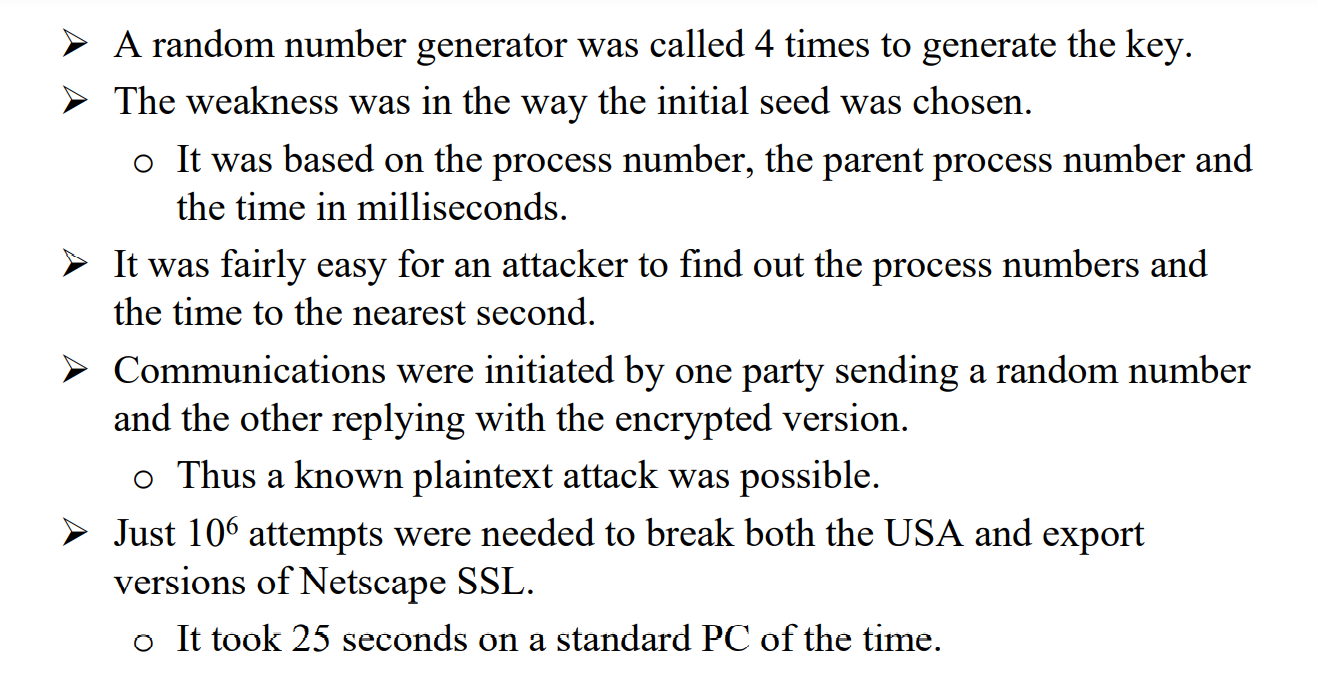 ➢ A random number generator was called 4 times to generate the key.
➢ The weakness was in the way the initial seed was chosen.
o It was based on the process number, the parent process number and
the time in milliseconds.
➢ It was fairly easy for an attacker to find out the process numbers and
the time to the nearest second.
➢ Communications were initiated by one party sending a random number
and the other replying with the encrypted version.
o Thus a known plaintext attack was possible.
➢ Just 10⁶ attempts were needed to break both the USA and export
versions of Netscape SSL.
o It took 25 seconds on a standard PC of the time.